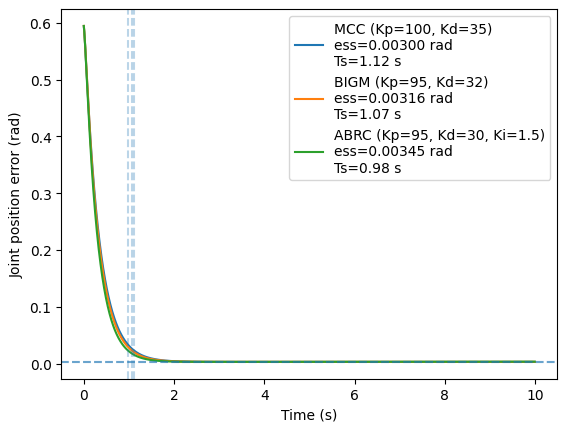 MCC (Kp=100, Kd=35)
ess=0.00300 rad
Ts=1.12 s
BIGM (Kp=95, Kd=32)
ess=0.00316 rad
Ts=1.07 s
ABRC (Kp=95, Kd=30, Ki=1.5)
ess=0.00345 rad
Ts=0.98 s
Joint position error (rad)
0.6
0.5
0.4
0.3
0.2
0.1
0.0
0 2 4 6 8 10
Time (s)